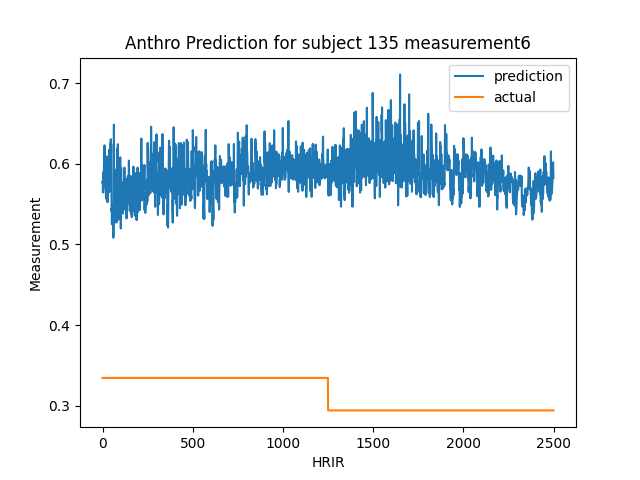 Anthro Prediction for subject 135 measurement6
prediction
actual
0.7
0.6
0.5
0.4
0.3
Measurement
0
500
1000
1500
2000
2500
HRIR